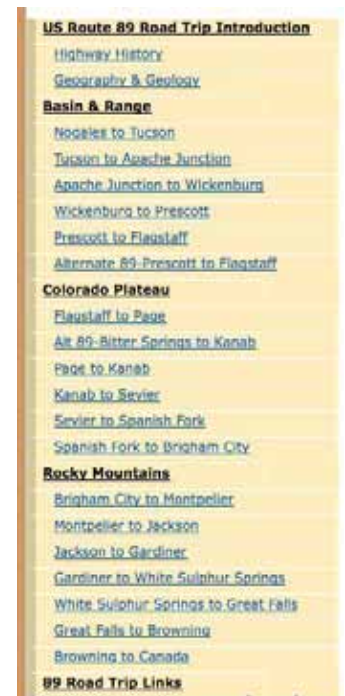 US Route 89 Road Trip Introduction
Highway History
Geography & Geology
Basin & Range
Nogales to Tucson
Tucson to Apache Junction
Apache Junction to Wickenburg
Wickenburg to Prescott
Prescott to Flagstaff
Alternate 89-Prescott to Flagstaff
Colorado Plateau
Flagstaff to Page
Alt 89-Bitter Springs to Kanab
Page to Kanab
Kanab to Sevier
Sevier to Spanish Fork
Spanish Fork to Brigham City
Rocky Mountains
Brigham City to Montpelier
Montpelier to Jackson
Jackson to Gardiner
Gardiner to White Sulphur Springs
White Sulphur Springs to Great Falls
Great Falls to Browning
Browning to Canada
89 Road Trip Links